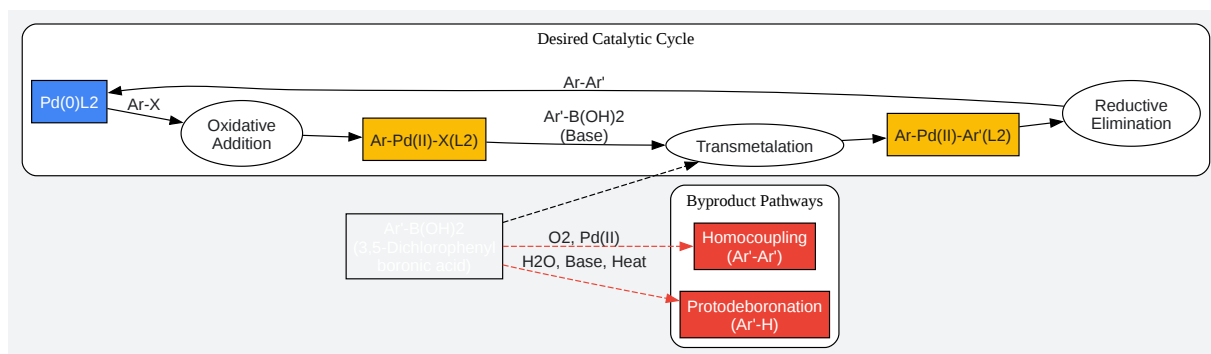 Desired Catalytic Cycle
Ar-Ar'
Pd(0)L2
Ar-X
Oxidative
Addition
Ar-Pd(II)-X(L2)
Ar'-B(OH)2
(Base)
Transmetalation
Ar-Pd(II)-Ar'(L2)
Reductive
Elimination
Ar'-B(OH)2
(3,5-Dichlorophenyl
boronic acid)
O2, Pd(II)
H2O, Base, Heat
Byproduct Pathways
Homocoupling
(Ar'-Ar')
Protodeboronation
(Ar'-H)